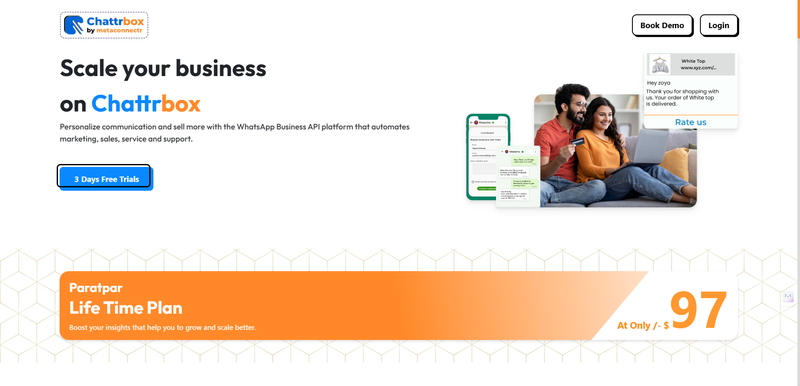 Chattrbox
by metaconnectr
Book Demo
Login
Scale your business
on Chattrbox
Personalize communication and sell more with the WhatsApp Business API platform that automates
marketing, sales, service and support.
3 Days Free Trials
White Top
www.xyz.com/...
Hey zoya
Thank you for shopping with
us. Your order of White top
is delivered.
Rate us
Paratpar
Life Time Plan
Boost your insights that help you to grow and scale better.
At Only /- $ 97